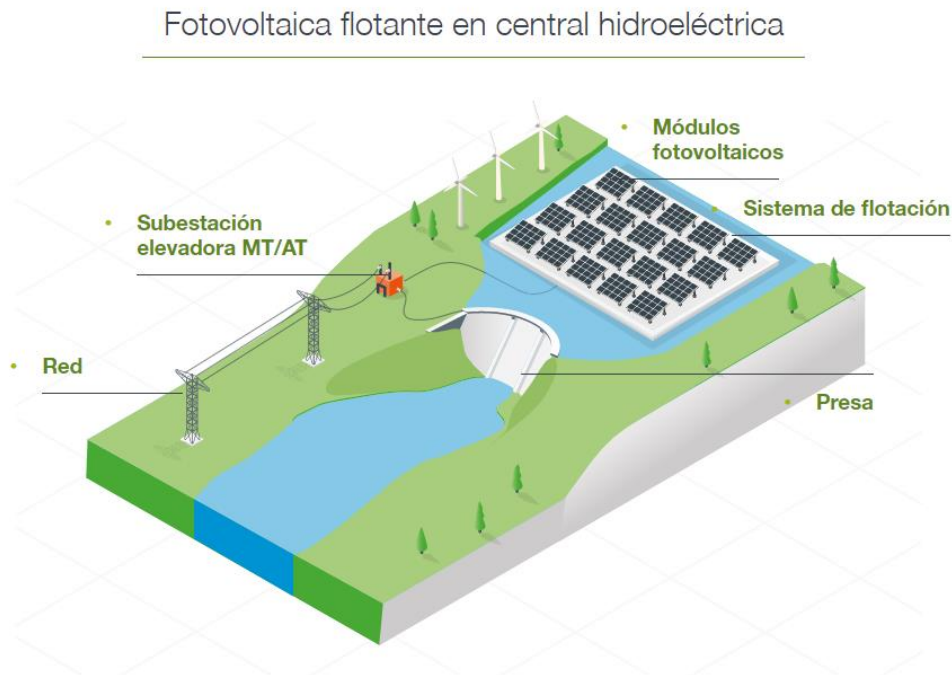 Fotovoltaica flotante en central hidroeléctrica
Módulos
fotovoltaicos
Sistema de flotación
Subestación
elevadora MT/AT
Red
Presa